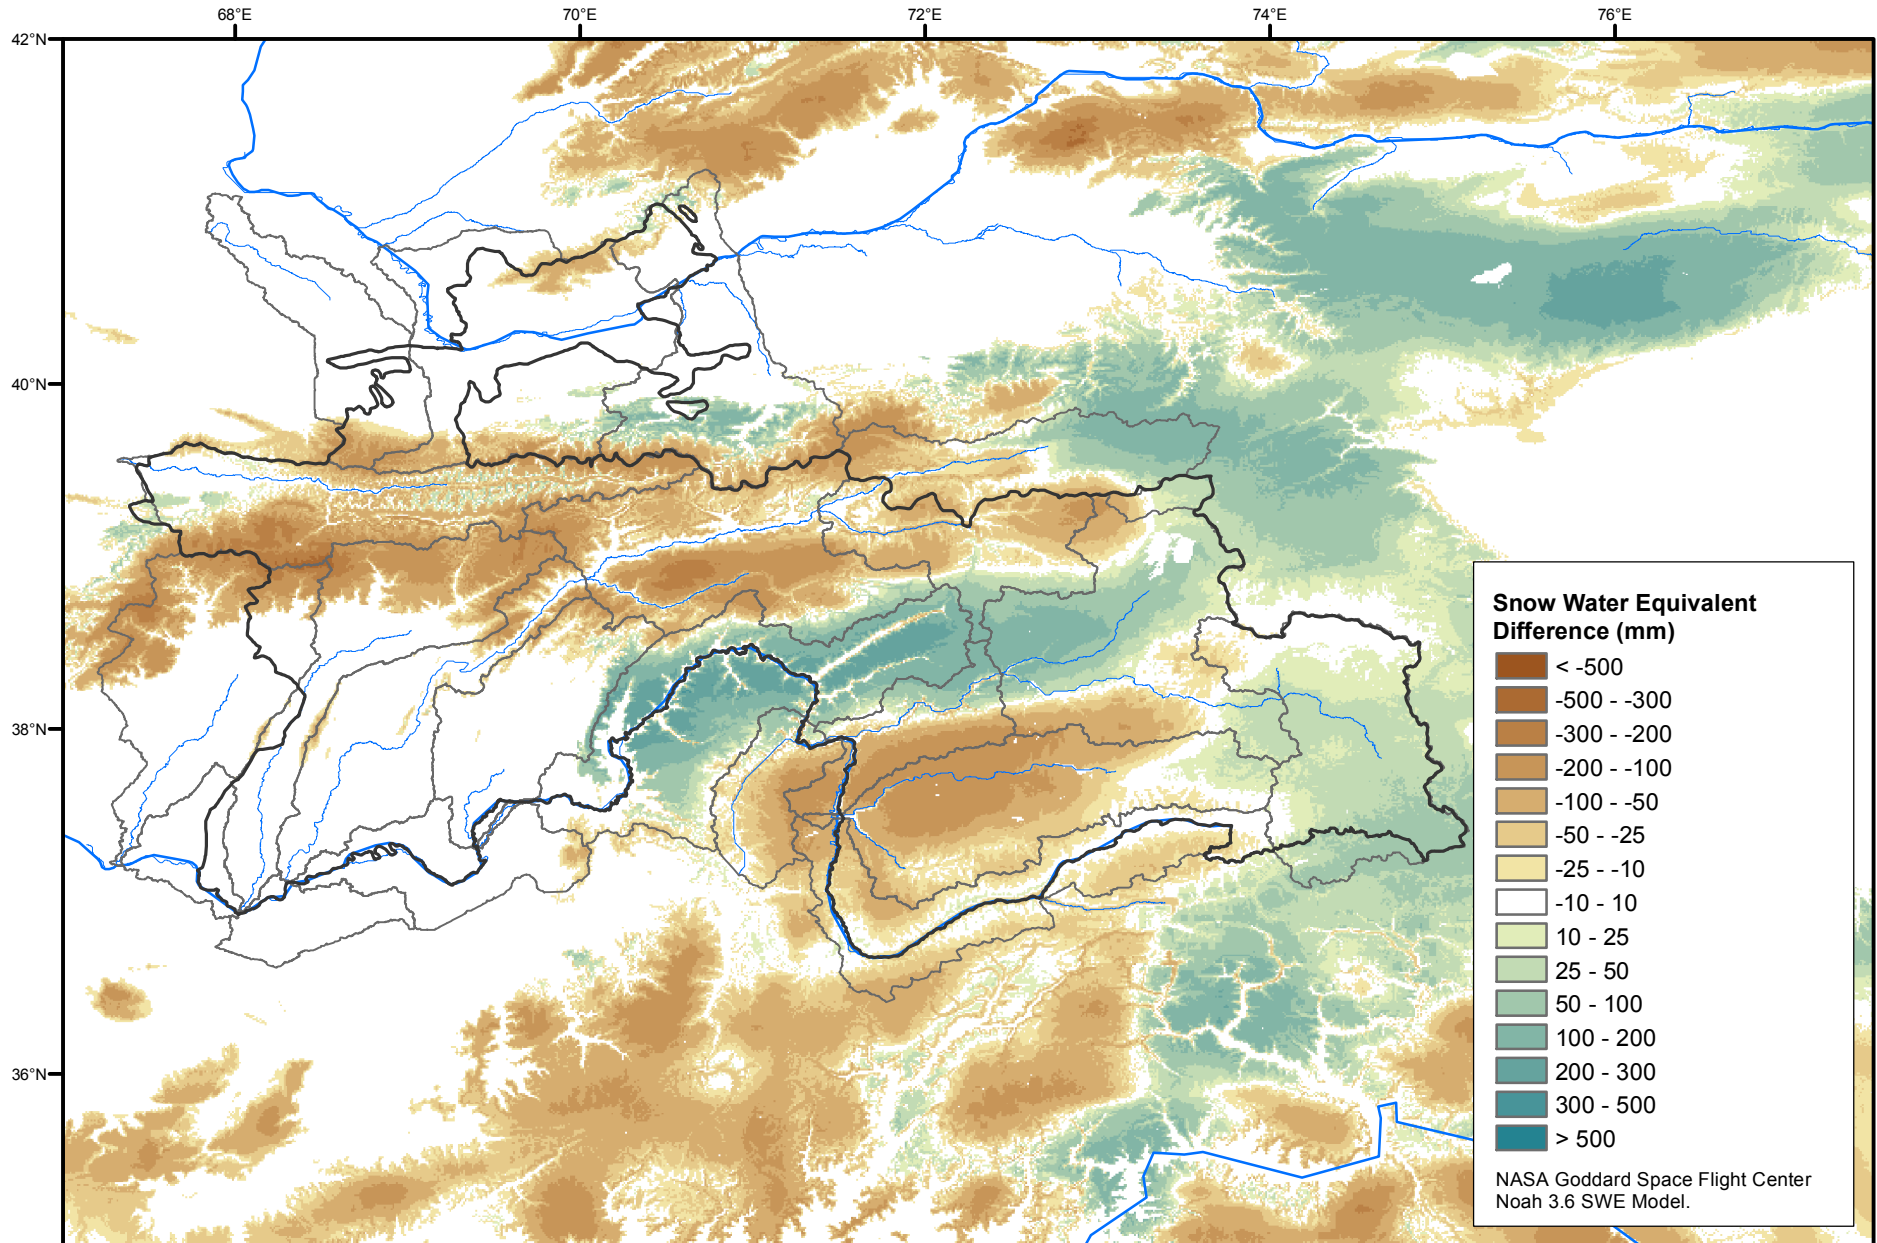 68°E 70°E 72°E 74°E 76°E
42°N
40°N
38°N
36°N
Snow Water Equivalent
Difference (mm)
< -500
-500 - -300
-300 - -200
-200 - -100
-100 - -50
-50 - -25
-25 - -10
-10 - 10
10 - 25
25 - 50
50 - 100
100 - 200
200 - 300
300 - 500
> 500
NASA Goddard Space Flight Center
Noah 3.6 SWE Model.